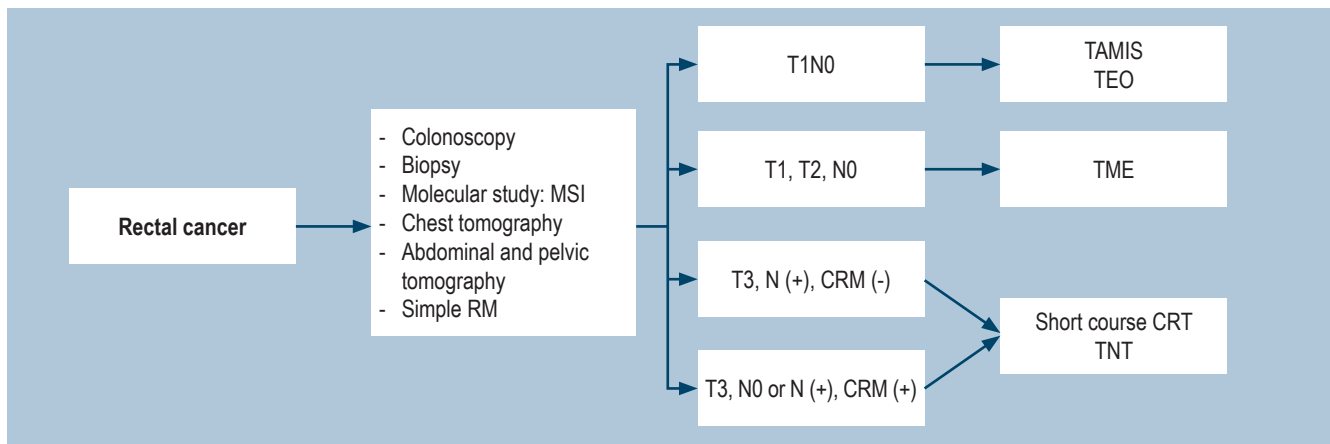 Rectal cancer
- Colonoscopy
- Biopsy
- Molecular study: MSI
- Chest tomography
- Abdominal and pelvic
tomography
- Simple RM
T1N0
TAMIS
TEO
T1, T2, N0
TME
T3, N (+), CRM (-)
T3, N0 or N (+), CRM (+)
Short course CRT
TNT